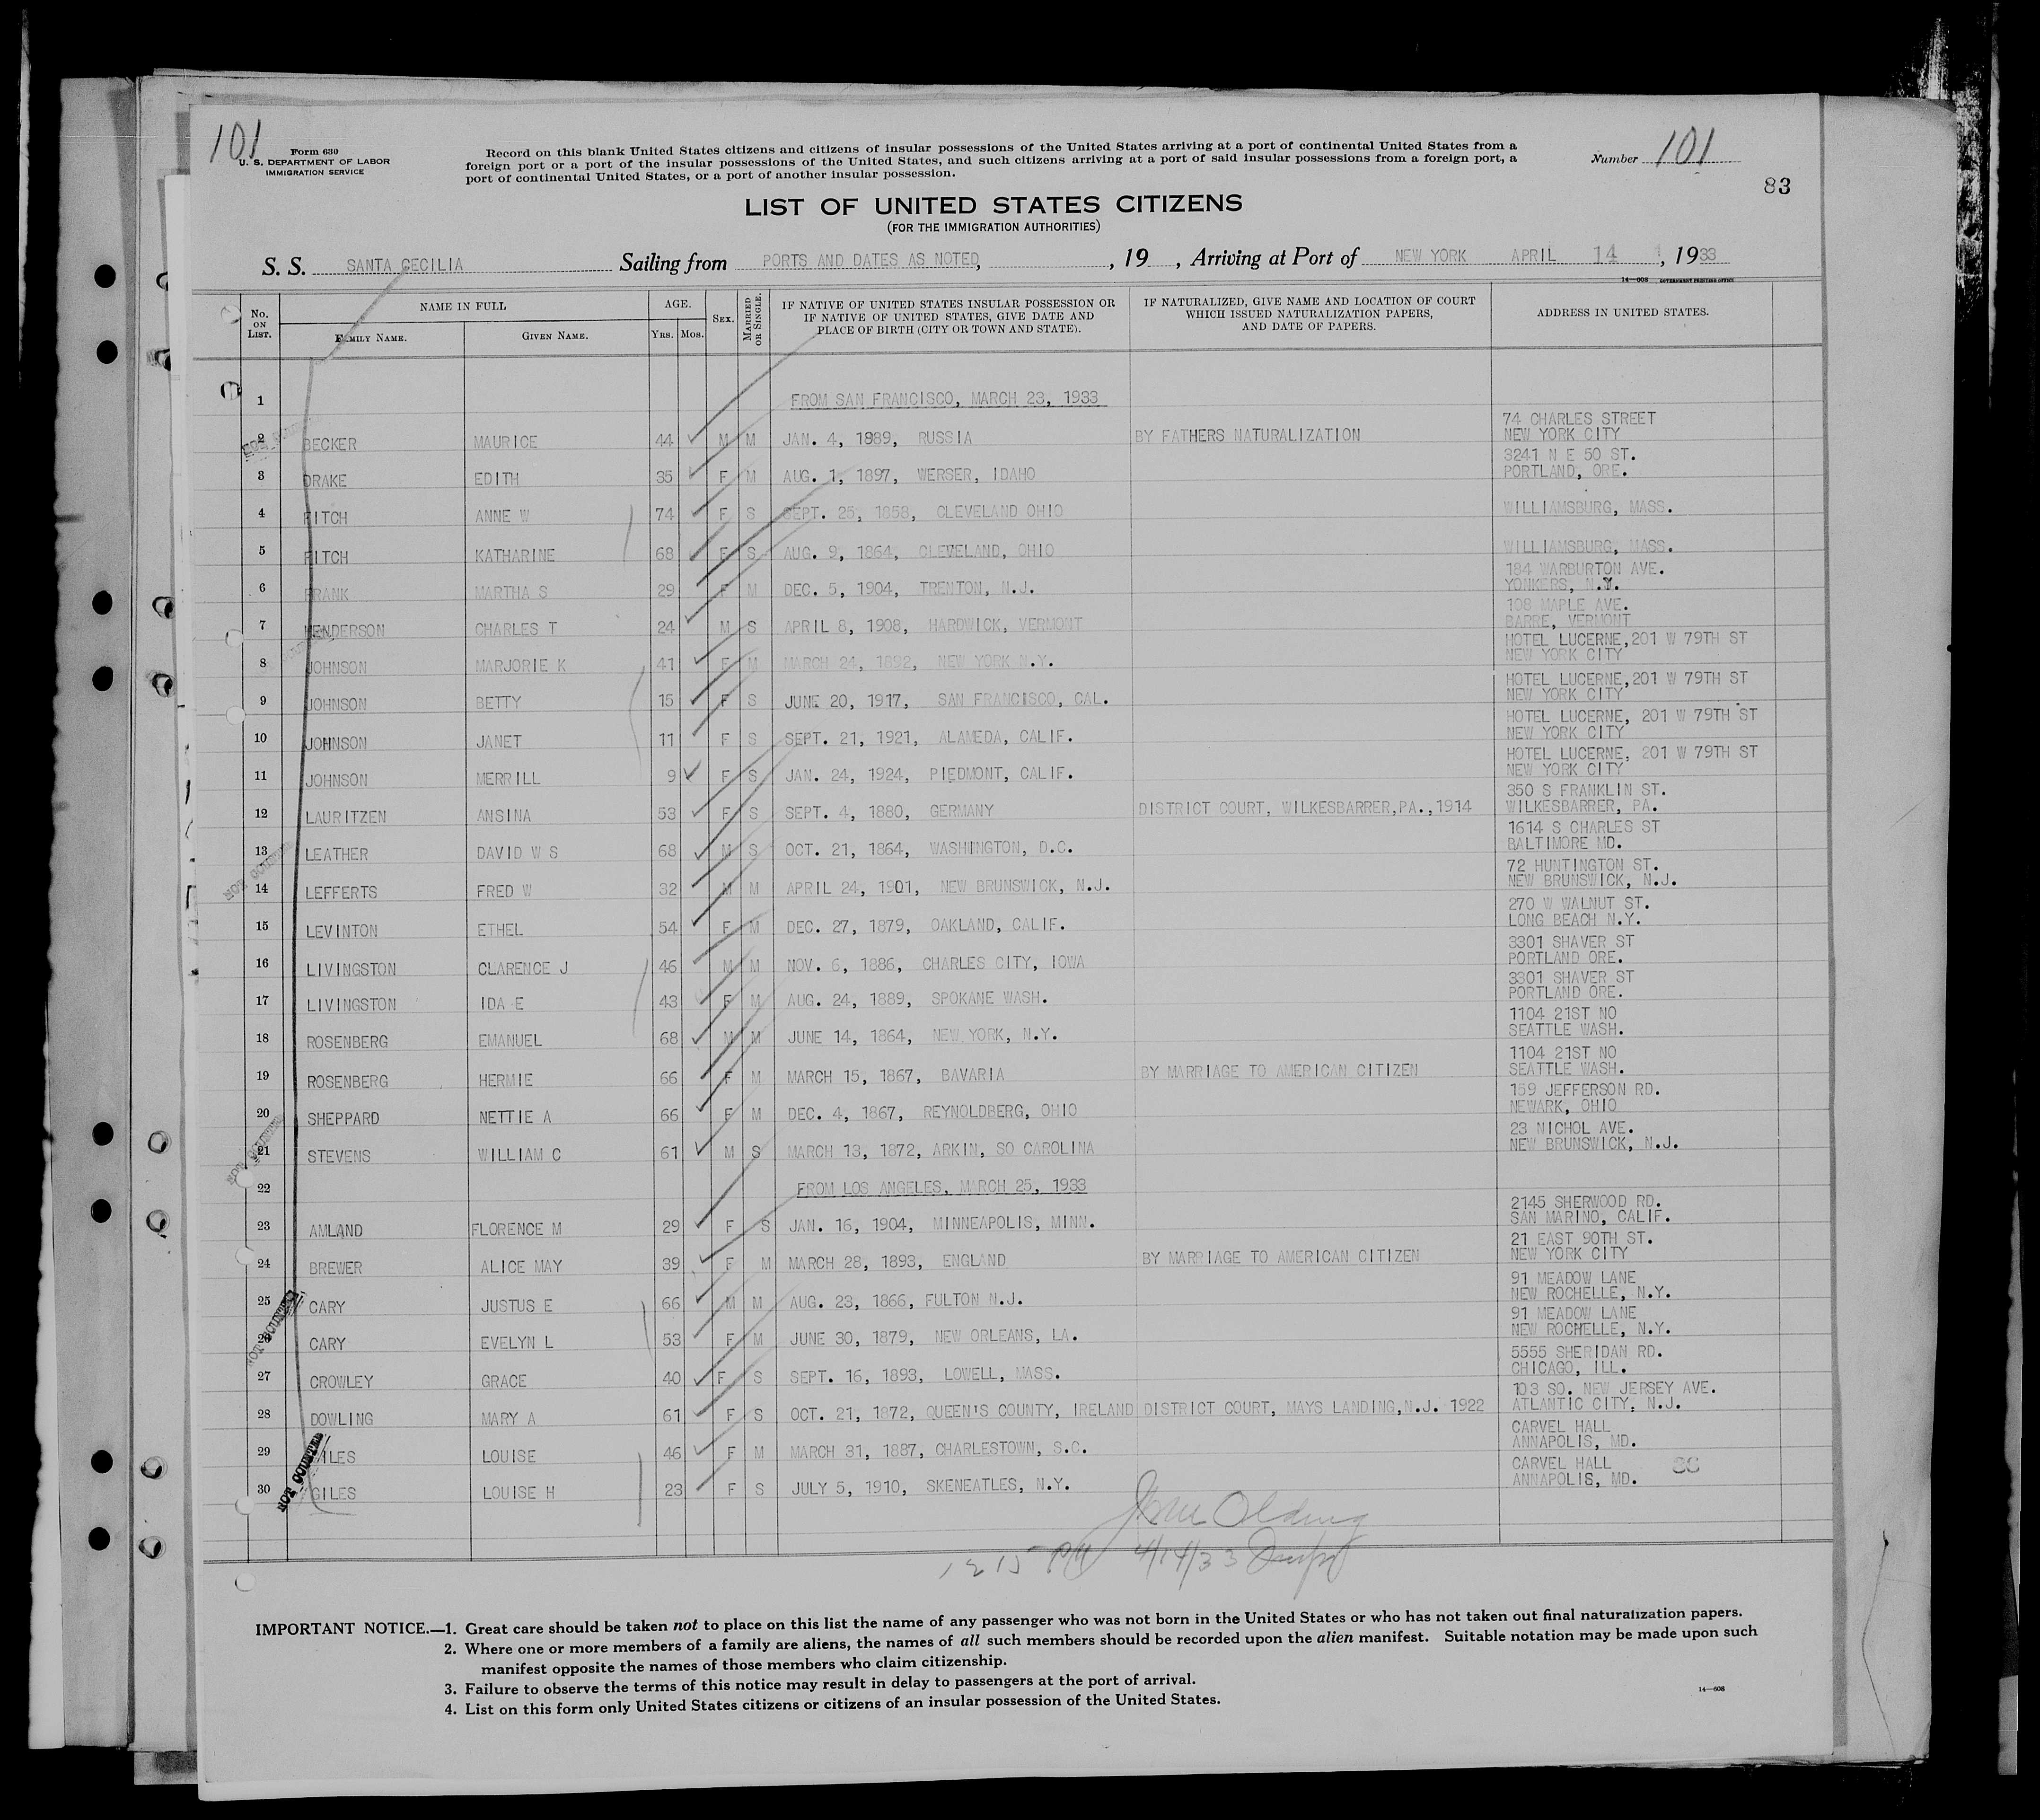 101
Form 630
U. S. DEPARTMENT OF LABOR
IMMIGRATION SERVICE
Record on this blank United States citizens and citizens of insular possessions of the United States arriving at a port of continental United States from a
foreign port or a port of the insular possessions of the United States, and such citizens arriving at a port of said insular possessions from a foreign port, a
port of continental United States, or a port of another insular possession.
Number 101
83
LIST OF UNITED STATES CITIZENS
(FOR THE IMMIGRATION AUTHORITIES)
S. S. SANTA CECILIA Sailing from PORTS AND DATES AS NOTED, , 19 , Arriving at Port of NEW YORK APRIL 14 , 1933
14—608 GOVERNMENT PRINTING OFFICE
No. ON LIST. NAME IN FULL FAMILY NAME. GIVEN NAME. AGE. YRS. MOS. SEX. MARRIED OR SINGLE. IF NATIVE OF UNITED STATES INSULAR POSSESSION OR IF NATIVE OF UNITED STATES, GIVE DATE AND PLACE OF BIRTH (CITY OR TOWN AND STATE). IF NATURALIZED, GIVE NAME AND LOCATION OF COURT WHICH ISSUED NATURALIZATION PAPERS, AND DATE OF PAPERS. ADDRESS IN UNITED STATES.
1 FROM SAN FRANCISCO, MARCH 23, 1933
2 BECKER MAURICE 44 M M JAN. 4, 1889, RUSSIA BY FATHERS NATURALIZATION 74 CHARLES STREET NEW YORK CITY
3 DRAKE EDITH 35 F M AUG. 1, 1897, WERSER, IDAHO 3241 N E 50 ST. PORTLAND, ORE.
4 FITCH ANNE W 74 F S SEPT. 25, 1858, CLEVELAND OHIO WILLIAMSBURG, MASS.
5 FITCH KATHARINE 68 F S AUG. 9, 1864, CLEVELAND, OHIO WILLIAMSBURG, MASS.
6 FRANK MARTHA S 29 F M DEC. 5, 1904, TRENTON, N.J. 184 WARBURTON AVE. YONKERS, N.Y.
7 HENDERSON CHARLES T 24 M S APRIL 8, 1908, HARDWICK, VERMONT 108 MAPLE AVE. BARRE, VERMONT
8 JOHNSON MARJORIE K 41 F M MARCH 24, 1892, NEW YORK N.Y. HOTEL LUCERNE,201 W 79TH ST NEW YORK CITY
9 JOHNSON BETTY 15 F S JUNE 20, 1917, SAN FRANCISCO, CAL. HOTEL LUCERNE,201 W 79TH ST NEW YORK CITY
10 JOHNSON JANET 11 F S SEPT. 21, 1921, ALAMEDA, CALIF. HOTEL LUCERNE, 201 W 79TH ST NEW YORK CITY
11 JOHNSON MERRILL 9 F S JAN. 24, 1924, PIEDMONT, CALIF. HOTEL LUCERNE, 201 W 79TH ST NEW YORK CITY
12 LAURITZEN ANSINA 53 F S SEPT. 4, 1880, GERMANY DISTRICT COURT, WILKESBARRER,PA.,1914 350 S FRANKLIN ST. WILKESBARRER, PA.
13 LEATHER DAVID W S 68 M S OCT. 21, 1864, WASHINGTON, D.C. 1614 S CHARLES ST BALTIMORE MD.
14 LEFFERTS FRED W 32 M M APRIL 24, 1901, NEW BRUNSWICK, N.J. 72 HUNTINGTON ST. NEW BRUNSWICK, N.J.
15 LEVINTON ETHEL 54 F M DEC. 27, 1879, OAKLAND, CALIF. 270 W WALNUT ST. LONG BEACH N.Y.
16 LIVINGSTON CLARENCE J 46 M M NOV. 6, 1886, CHARLES CITY, IOWA 3301 SHAVER ST PORTLAND ORE.
17 LIVINGSTON IDA E 43 F M AUG. 24, 1889, SPOKANE WASH. 3301 SHAVER ST PORTLAND ORE.
18 ROSENBERG EMANUEL 68 M M JUNE 14, 1864, NEW YORK, N.Y. 1104 21ST NO SEATTLE WASH.
19 ROSENBERG HERMIE 66 F M MARCH 15, 1867, BAVARIA BY MARRIAGE TO AMERICAN CITIZEN 1104 21ST NO SEATTLE WASH.
20 SHEPPARD NETTIE A 66 F M DEC. 4, 1867, REYNOLDBERG, OHIO 159 JEFFERSON RD. NEWARK, OHIO
21 STEVENS WILLIAM C 61 M S MARCH 13, 1872, ARKIN, SO CAROLINA 23 NICHOL AVE. NEW BRUNSWICK, N.J.
22 FROM LOS ANGELES, MARCH 25, 1933
23 AMLAND FLORENCE M 29 F S JAN. 16, 1904, MINNEAPOLIS, MINN. 2145 SHERWOOD RD. SAN MARINO, CALIF.
24 BREWER ALICE MAY 39 F M MARCH 28, 1893, ENGLAND BY MARRIAGE TO AMERICAN CITIZEN 21 EAST 90TH ST. NEW YORK CITY
25 CARY JUSTUS E 66 M M AUG. 23, 1866, FULTON N.J. 91 MEADOW LANE NEW ROCHELLE, N.Y.
26 CARY EVELYN L 53 F M JUNE 30, 1879, NEW ORLEANS, LA. 91 MEADOW LANE NEW ROCHELLE, N.Y.
27 CROWLEY GRACE 40 F S SEPT. 16, 1893, LOWELL, MASS. 5555 SHERIDAN RD. CHICAGO, ILL.
28 DOWLING MARY A 61 F S OCT. 21, 1872, QUEEN'S COUNTY, IRELAND DISTRICT COURT, MAYS LANDING,N.J. 1922 103 SO. NEW JERSEY AVE. ATLANTIC CITY, N.J.
29 GILES LOUISE 46 F M MARCH 31, 1887, CHARLESTOWN, S.C. CARVEL HALL ANNAPOLIS, MD.
30 GILES LOUISE H 23 F S JULY 5, 1910, SKENEATLES, N.Y. CARVEL HALL ANNAPOLIS, MD.
NOT COUNTED
NOT COUNTED
NOT COUNTED
NOT COUNTED
12 15 PM 4/14/33
IMPORTANT NOTICE.—1. Great care should be taken not to place on this list the name of any passenger who was not born in the United States or who has not taken out final naturalization papers.
2. Where one or more members of a family are aliens, the names of all such members should be recorded upon the alien manifest. Suitable notation may be made upon such
manifest opposite the names of those members who claim citizenship.
3. Failure to observe the terms of this notice may result in delay to passengers at the port of arrival.
4. List on this form only United States citizens or citizens of an insular possession of the United States.
14—608